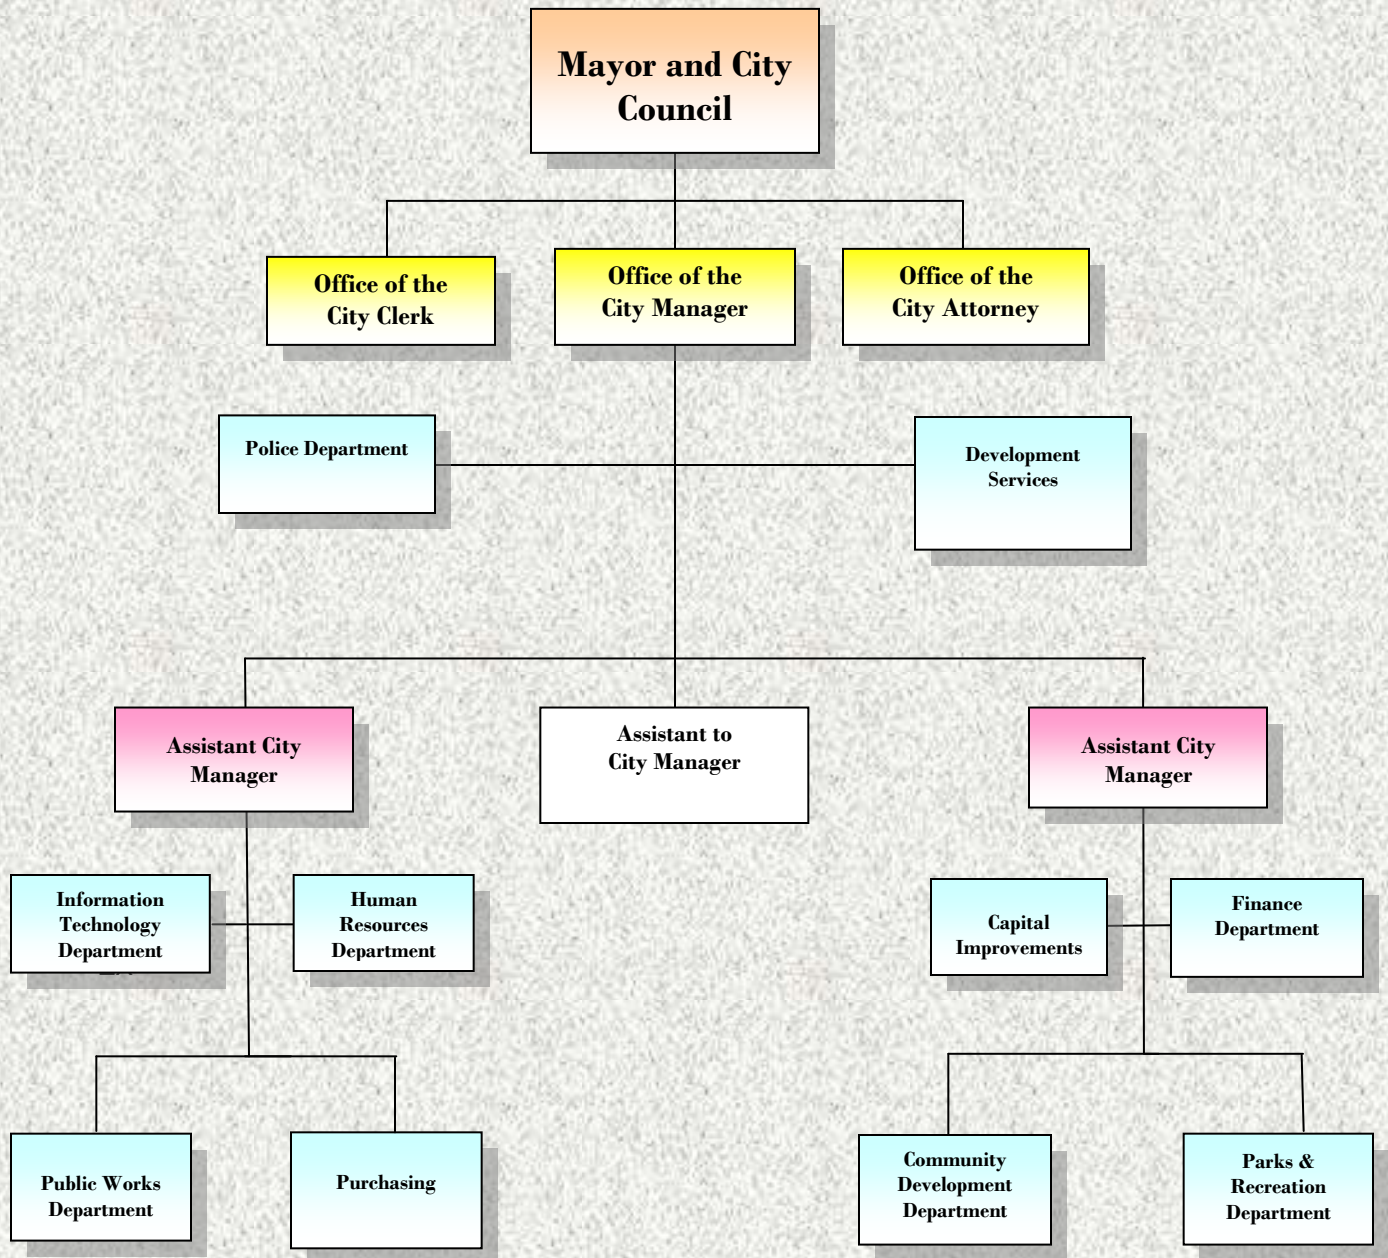 Mayor and City
Council
Office of the
City Clerk
Office of the
City Manager
Office of the
City Attorney
Police Department
Development
Services
Assistant City
Manager
Assistant to
City Manager
Assistant City
Manager
Information
Technology
Department
Human
Resources
Department
Capital
Improvements
Finance
Department
Public Works
Department
Purchasing
Community
Development
Department
Parks &
Recreation
Department